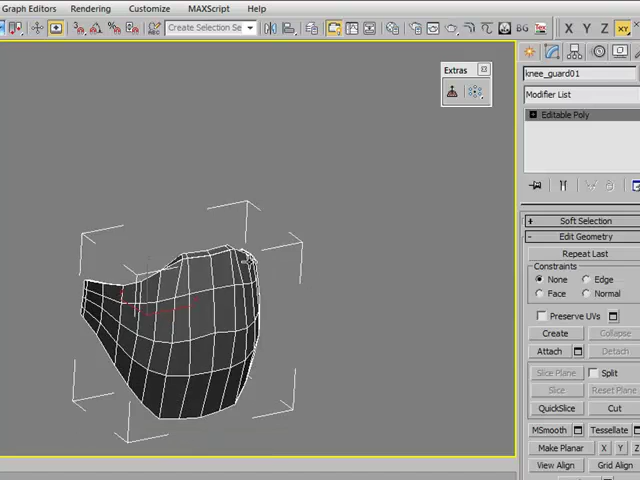 Graph Editors Rendering Customize MAXScript Help
Create Selection Se
BG Tex X Y Z XY
Extras
knee_guard01
Modifier List
Editable Poly
+ Soft Selection
- Edit Geometry
Repeat Last
Constraints
None Edge
Face Normal
Preserve UVs
Create Collapse
Attach Detach
Slice Plane Split
Slice Reset Plane
QuickSlice Cut
MSmooth Tessellate
Make Planar X Y Z
View Align Grid Align